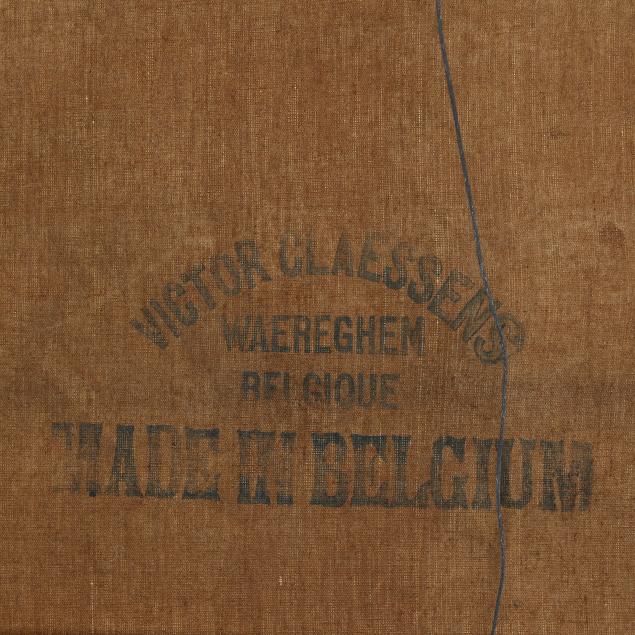 VICTOR CLAESSENS
WAEREGHEM
BELGIQUE
MADE IN BELGIUM